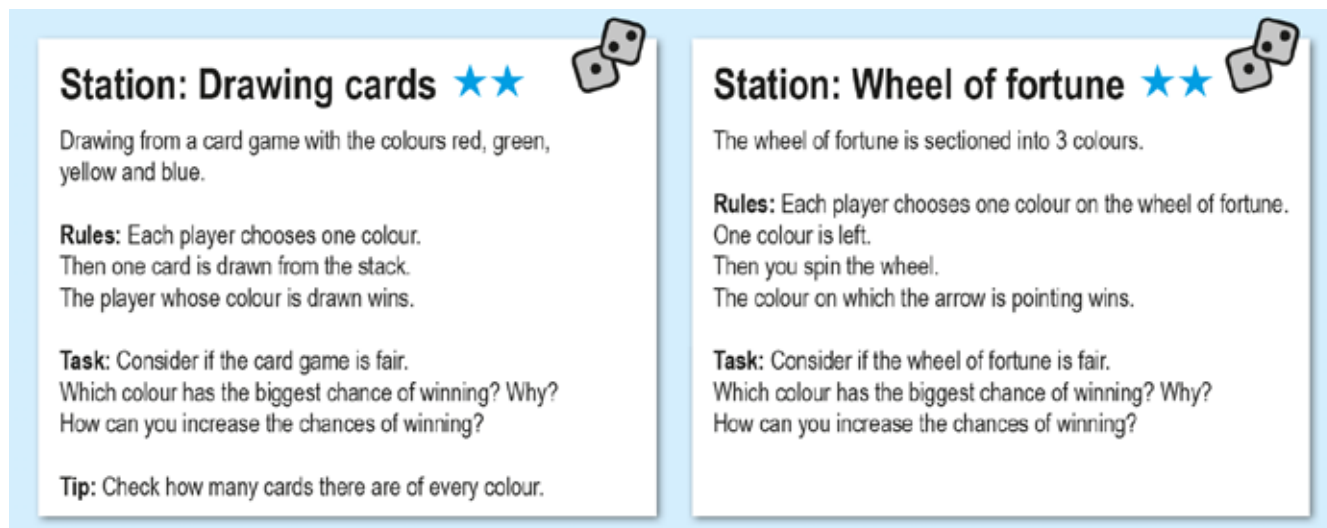 Station: Drawing cards
Drawing from a card game with the colours red, green,
yellow and blue.
Rules: Each player chooses one colour.
Then one card is drawn from the stack.
The player whose colour is drawn wins.
Task: Consider if the card game is fair.
Which colour has the biggest chance of winning? Why?
How can you increase the chances of winning?
Tip: Check how many cards there are of every colour.
Station: Wheel of fortune
The wheel of fortune is sectioned into 3 colours.
Rules: Each player chooses one colour on the wheel of fortune.
One colour is left.
Then you spin the wheel.
The colour on which the arrow is pointing wins.
Task: Consider if the wheel of fortune is fair.
Which colour has the biggest chance of winning? Why?
How can you increase the chances of winning?